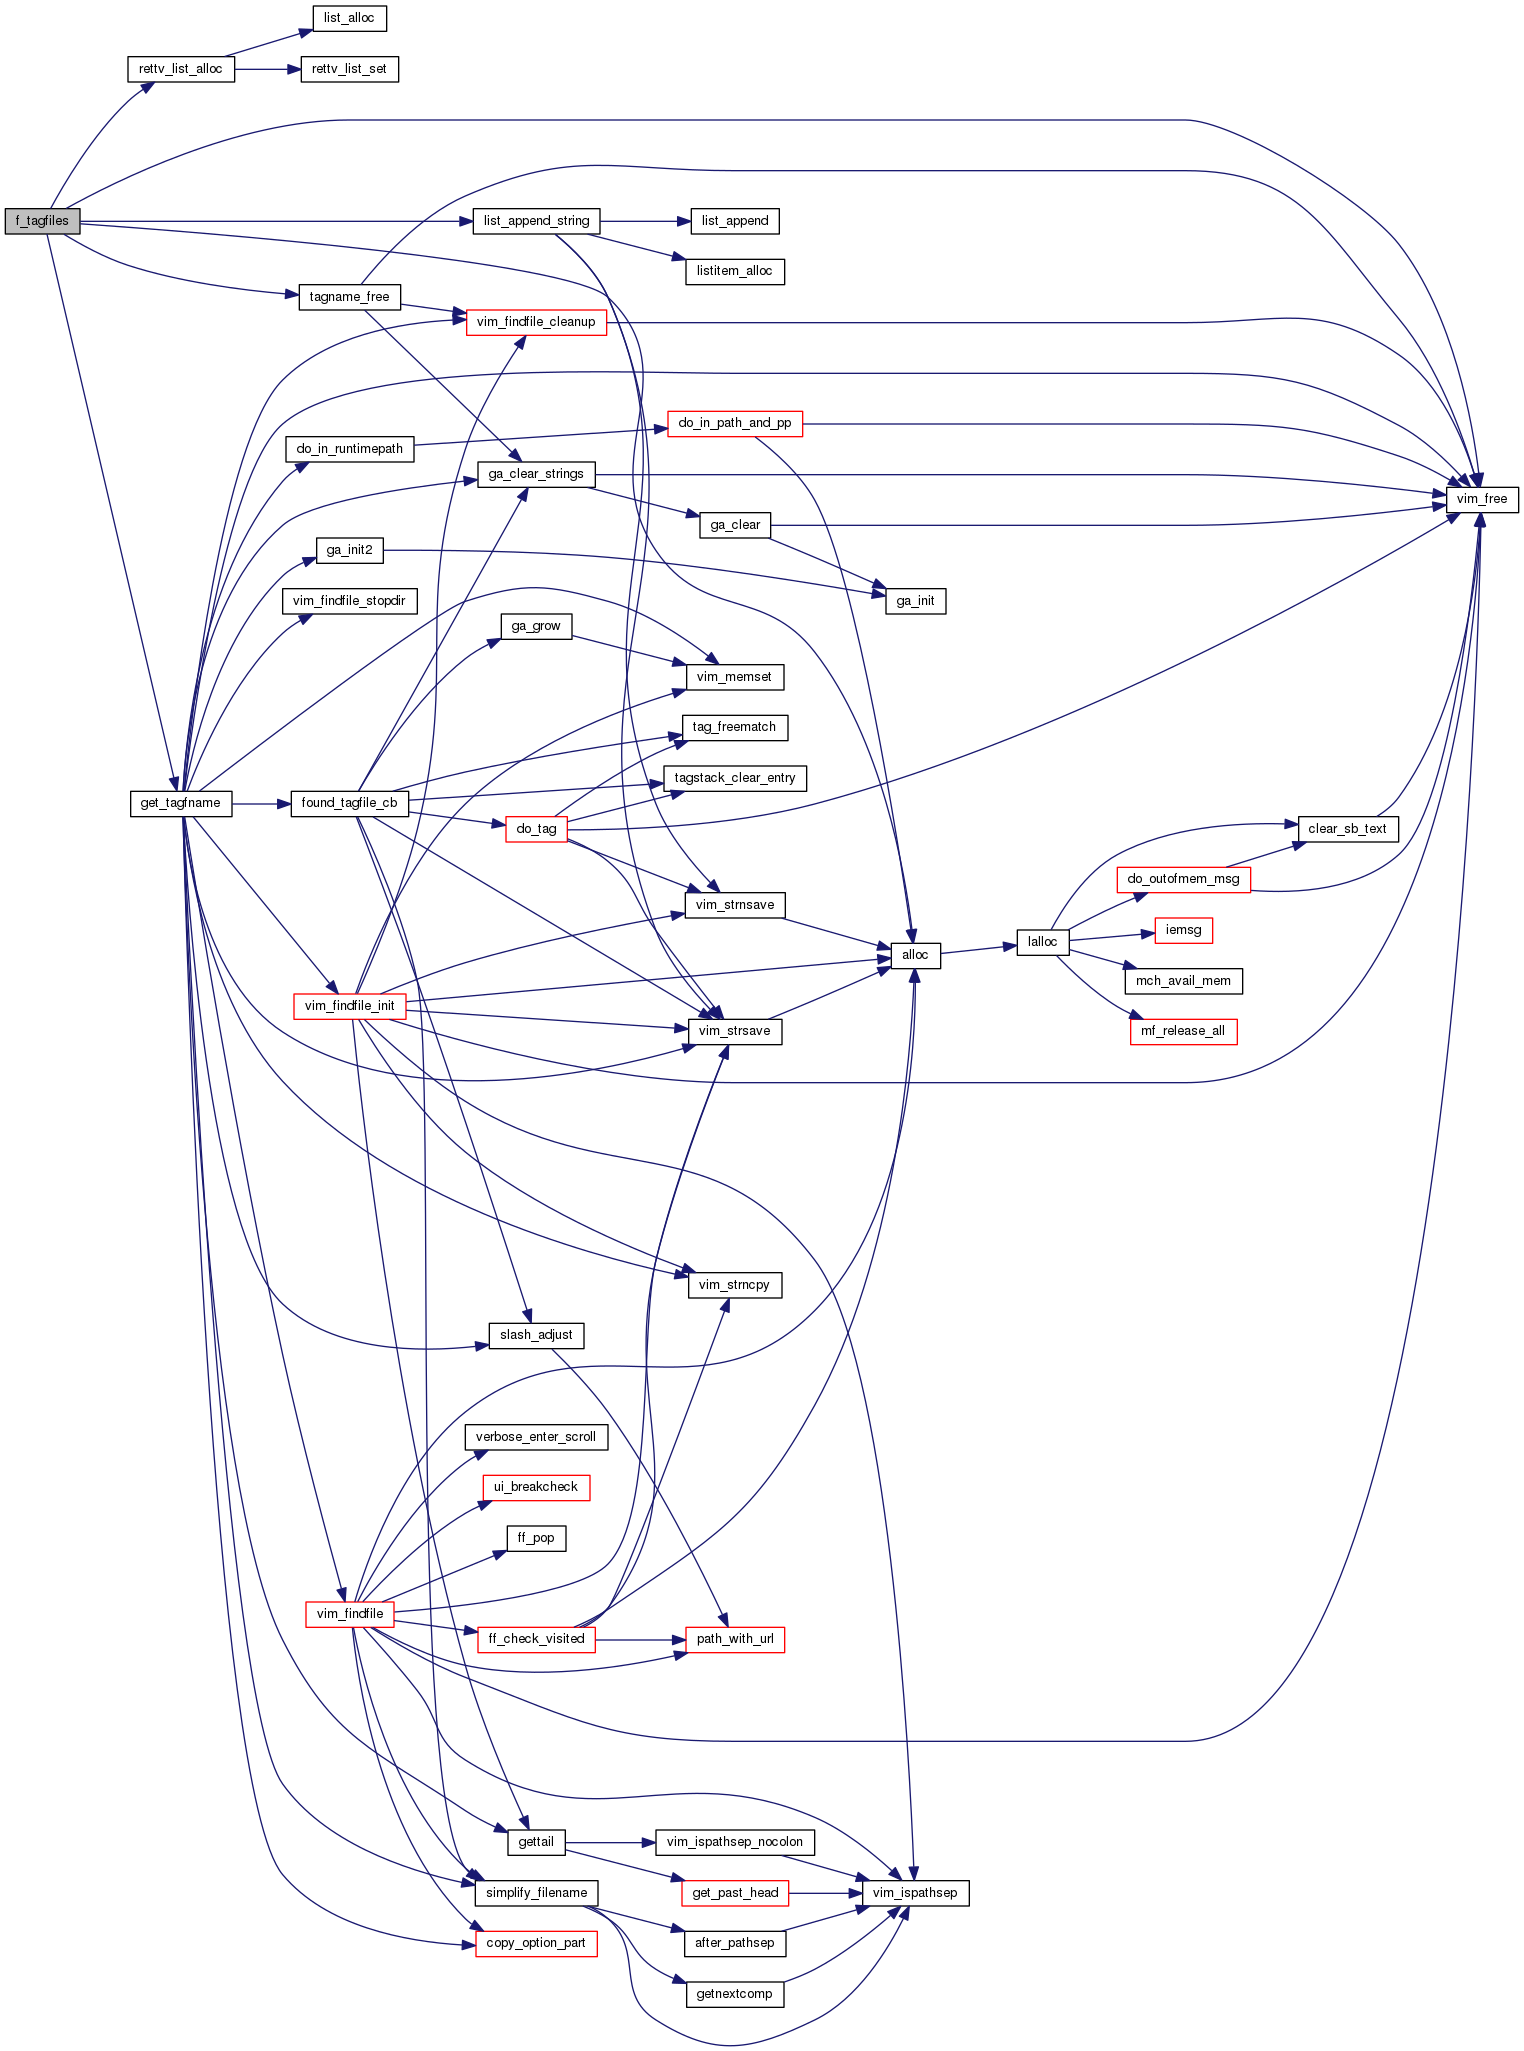 list_alloc
rettv_list_alloc
rettv_list_set
f_tagfiles
list_append_string
list_append
listitem_alloc
tagname_free
vim_findfile_cleanup
do_in_path_and_pp
do_in_runtimepath
ga_clear_strings
vim_free
ga_clear
ga_init2
vim_findfile_stopdir
ga_init
ga_grow
vim_memset
tag_freematch
tagstack_clear_entry
get_tagfname
found_tagfile_cb
do_tag
clear_sb_text
do_outofmem_msg
vim_strnsave
iemsg
lalloc
alloc
mch_avail_mem
vim_findfile_init
vim_strsave
mf_release_all
vim_strncpy
slash_adjust
verbose_enter_scroll
ui_breakcheck
ff_pop
vim_findfile
ff_check_visited
path_with_url
gettail
vim_ispathsep_nocolon
simplify_filename
get_past_head
vim_ispathsep
copy_option_part
after_pathsep
getnextcomp